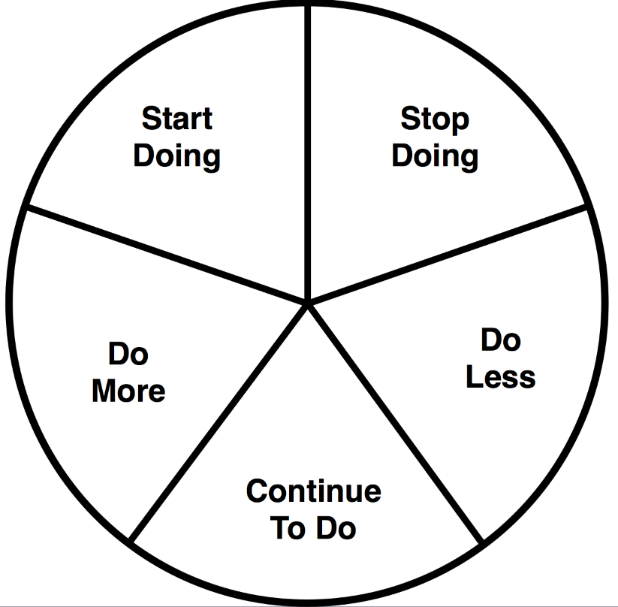 Start
Doing
Stop
Doing
Do
More
Do
Less
Continue
To Do